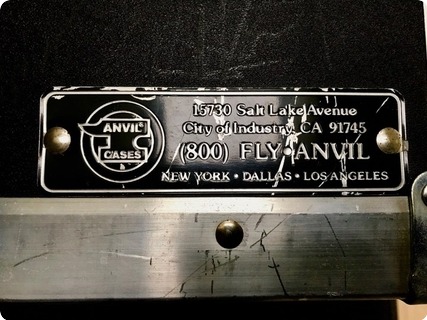 ANVIL
CASES
15730 Salt Lake Avenue
City of Industry, CA 91745
(800) FLY•ANVIL
NEW YORK • DALLAS • LOS ANGELES